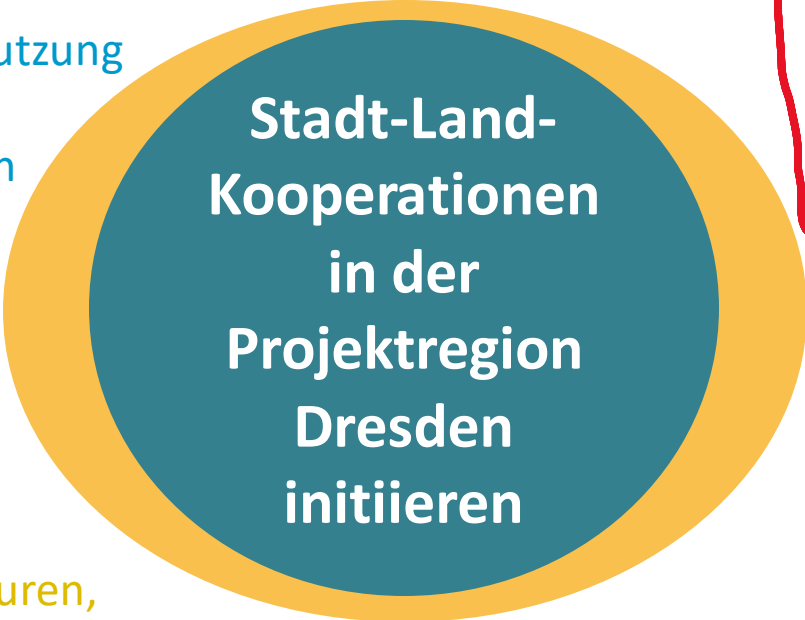 utzung
n
Stadt-Land-
Kooperationen
in der
Projektregion
Dresden
initiieren
uren,